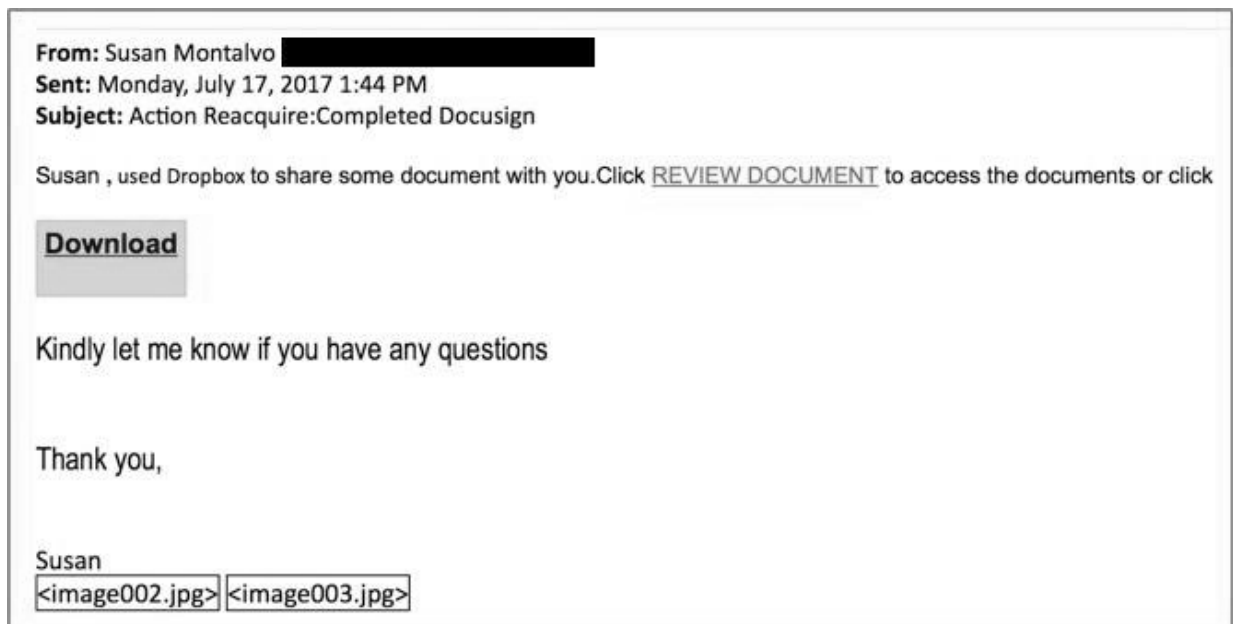 From: Susan Montalvo
Sent: Monday, July 17, 2017 1:44 PM
Subject: Action Reacquire:Completed Docusign
Susan , used Dropbox to share some document with you.Click REVIEW DOCUMENT to access the documents or click
Download
Kindly let me know if you have any questions
Thank you,
Susan
<image002.jpg> <image003.jpg>